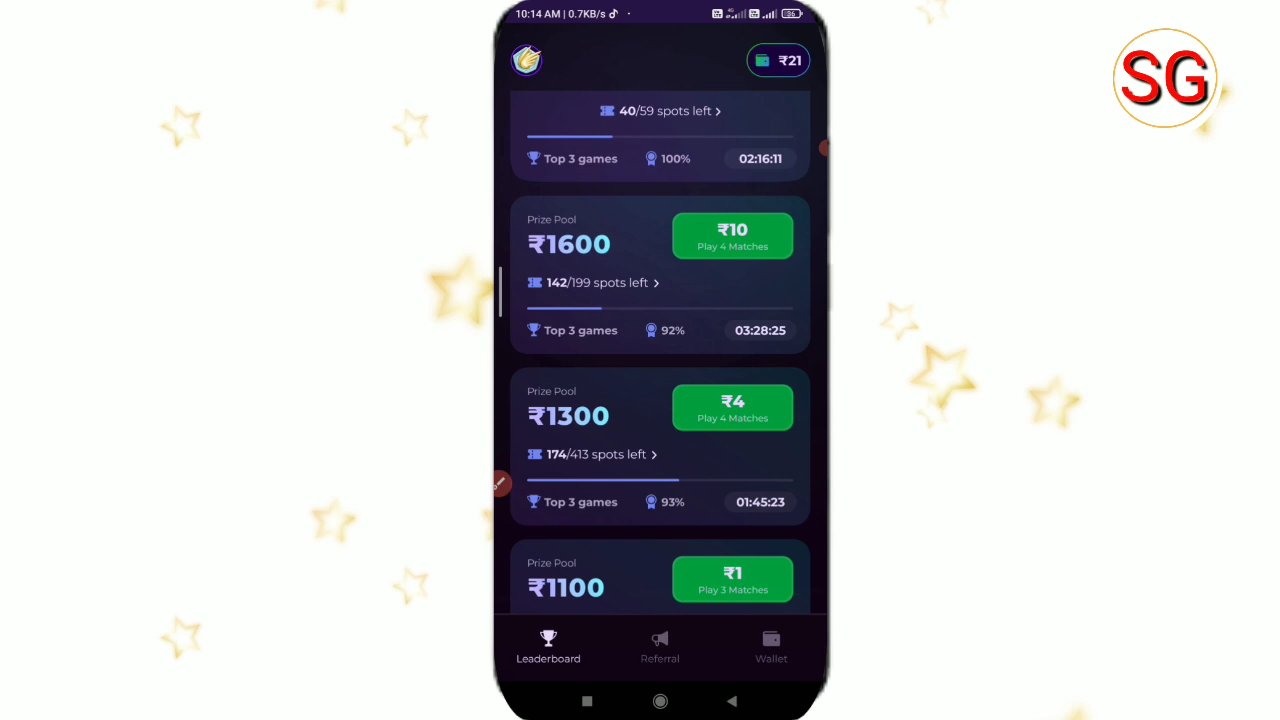 10:14 AM | 0.7KB/s
4G
36
₹21
SG
40/59 spots left >
Top 3 games 100% 02:16:11
Prize Pool
₹1600
₹10
Play 4 Matches
142/199 spots left >
Top 3 games 92% 03:28:25
Prize Pool
₹1300
₹4
Play 4 Matches
174/413 spots left >
Top 3 games 93% 01:45:23
Prize Pool
₹1100
₹1
Play 3 Matches
Leaderboard Referral Wallet